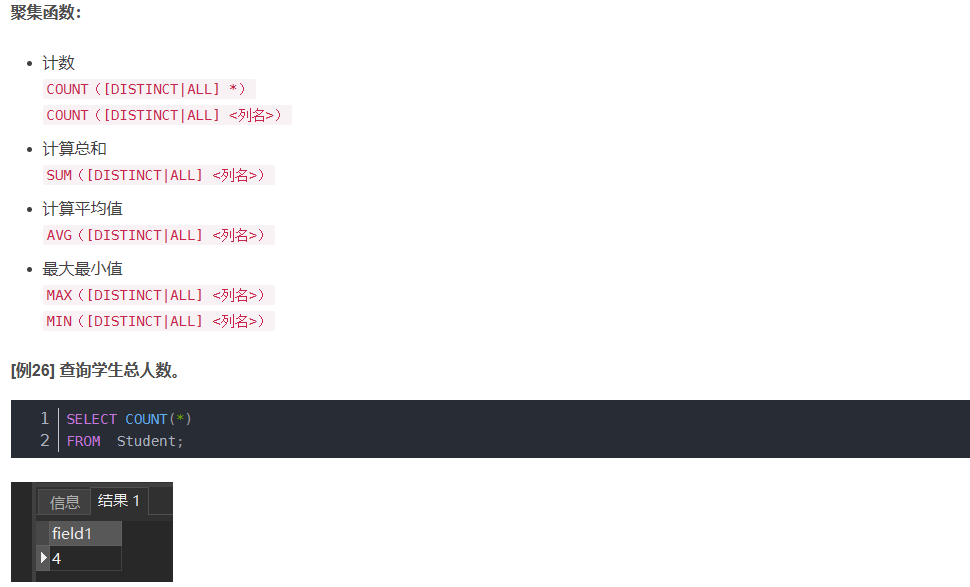 聚集函数：
计数
COUNT（[DISTINCT|ALL] *）
COUNT（[DISTINCT|ALL] <列名>）
计算总和
SUM（[DISTINCT|ALL] <列名>）
计算平均值
AVG（[DISTINCT|ALL] <列名>）
最大最小值
MAX（[DISTINCT|ALL] <列名>）
MIN（[DISTINCT|ALL] <列名>）
[例26] 查询学生总人数。
1 SELECT COUNT(*)
2 FROM  Student;
信息 结果 1
field1
4